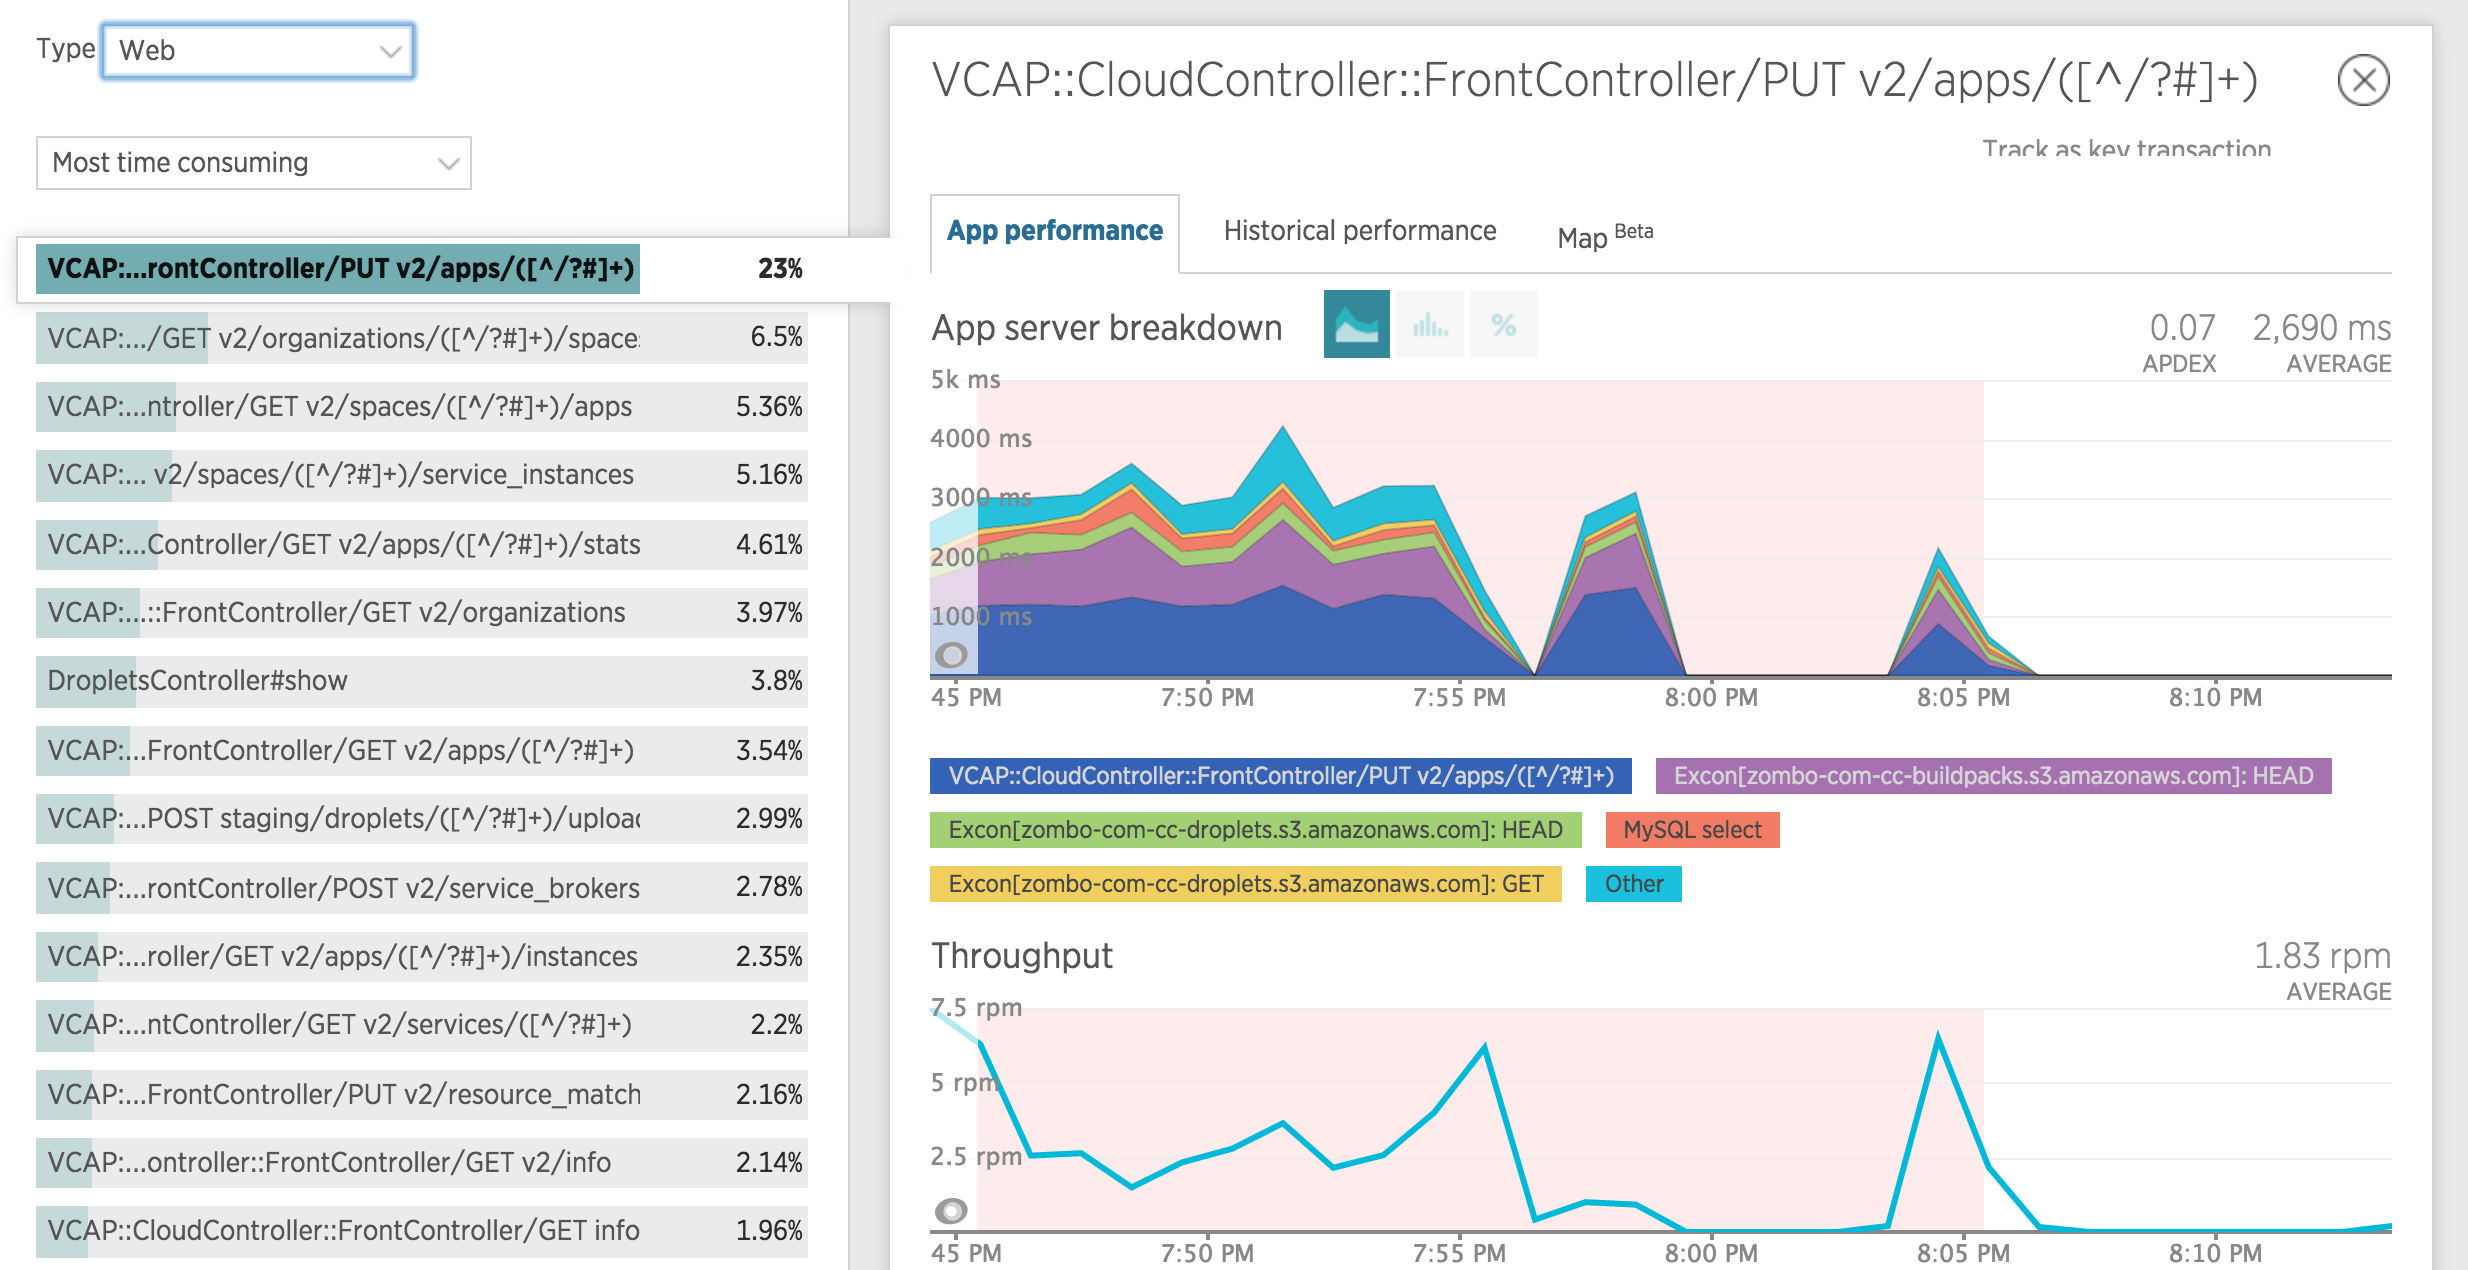 Type Web
Most time consuming
VCAP:...rontController/PUT v2/apps/([^/?#]+) 23%
VCAP:.../GET v2/organizations/([^/?#]+)/space 6.5%
VCAP:...ntroller/GET v2/spaces/([^/?#]+)/apps 5.36%
VCAP:... v2/spaces/([^/?#]+)/service_instances 5.16%
VCAP:...Controller/GET v2/apps/([^/?#]+)/stats 4.61%
VCAP:...::FrontController/GET v2/organizations 3.97%
DropletsController#show 3.8%
VCAP:...FrontController/GET v2/apps/([^/?#]+) 3.54%
VCAP:...POST staging/droplets/([^/?#]+)/upload 2.99%
VCAP:...rontController/POST v2/service_brokers 2.78%
VCAP:...roller/GET v2/apps/([^/?#]+)/instances 2.35%
VCAP:...ntController/GET v2/services/([^/?#]+) 2.2%
VCAP:...FrontController/PUT v2/resource_match 2.16%
VCAP:...ontroller::FrontController/GET v2/info 2.14%
VCAP::CloudController::FrontController/GET info 1.96%
VCAP::CloudController::FrontController/PUT v2/apps/([^/?#]+)
Track as key transaction
App performance Historical performance Map Beta
App server breakdown % 0.07 2,690 ms
APDEX AVERAGE
5k ms
4000 ms
3000 ms
2000 ms
1000 ms
45 PM 7:50 PM 7:55 PM 8:00 PM 8:05 PM 8:10 PM
VCAP::CloudController::FrontController/PUT v2/apps/([^/?#]+) Excon[zombo-com-cc-buildpacks.s3.amazonaws.com]: HEAD
Excon[zombo-com-cc-droplets.s3.amazonaws.com]: HEAD MySQL select
Excon[zombo-com-cc-droplets.s3.amazonaws.com]: GET Other
Throughput 1.83 rpm
AVERAGE
7.5 rpm
5 rpm
2.5 rpm
45 PM 7:50 PM 7:55 PM 8:00 PM 8:05 PM 8:10 PM